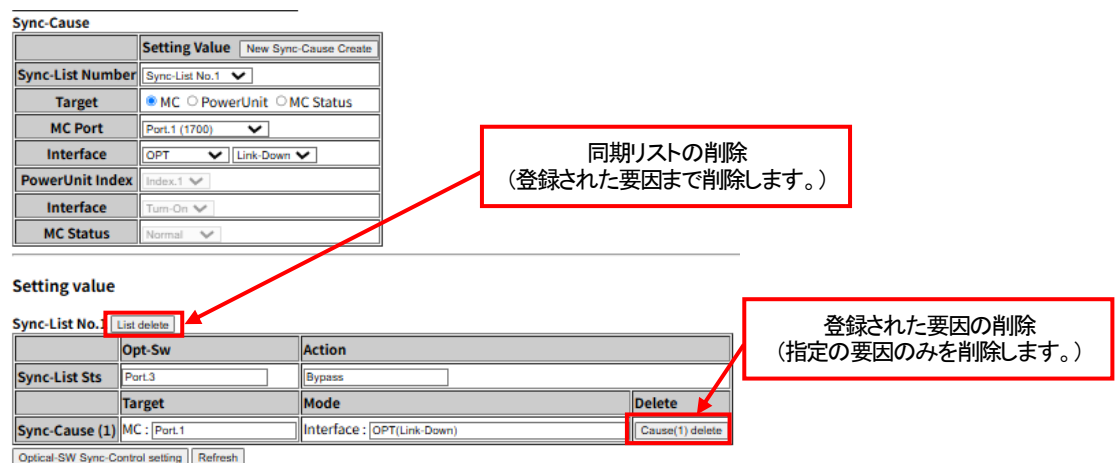 Sync-Cause
Setting Value New Sync-Cause Create
Sync-List Number Sync-List No.1
Target MC PowerUnit MC Status
MC Port Port.1 (1700)
Interface OPT Link-Down
PowerUnit Index Index.1
Interface Turn-On
MC Status Normal
同期リストの削除
（登録された要因まで削除します。）
Setting value
Sync-List No.1 List delete
Opt-Sw Action
Sync-List Sts Port.3 Bypass
Target Mode Delete
Sync-Cause (1) MC : Port.1 Interface : OPT(Link-Down) Cause(1) delete
Optical-SW Sync-Control setting Refresh
登録された要因の削除
（指定の要因のみを削除します。）